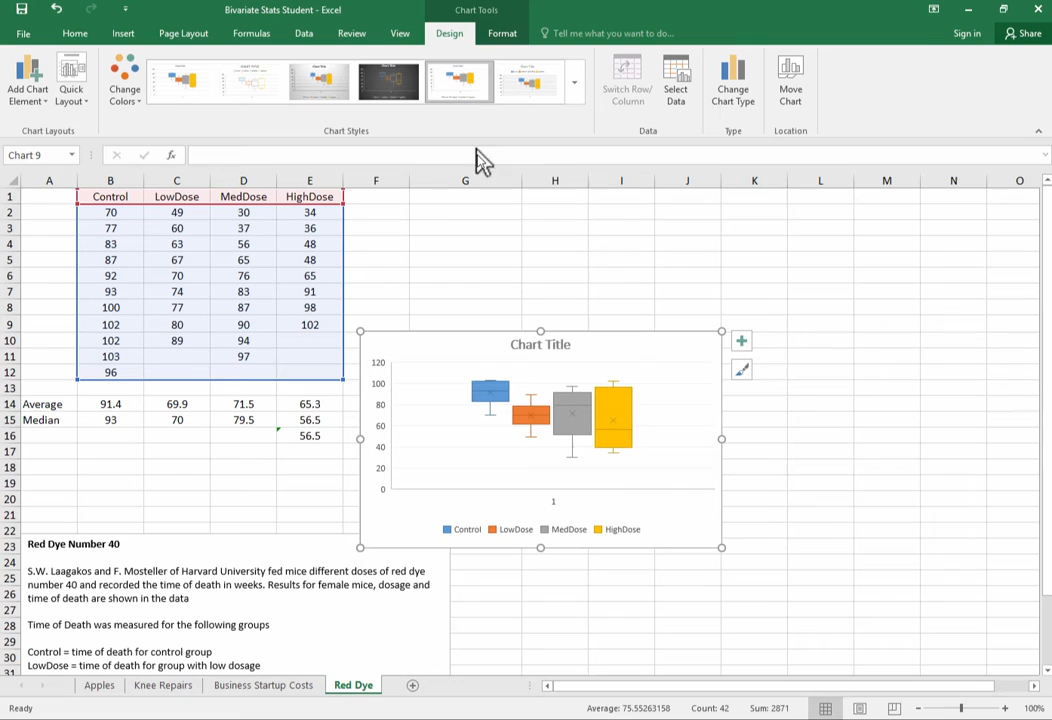 Bivariate Stats Student - Excel
Chart Tools
File Home Insert Page Layout Formulas Data Review View Design Format Tell me what you want to do... Sign in Share
Add Chart Element
Quick Layout
Change Colors
Switch Row/ Column
Select Data
Change Chart Type
Move Chart
Chart Layouts Chart Styles Data Type Location
Chart 9 fx
A B C D E F G H I J K L M N O
1 Control LowDose MedDose HighDose
2 70 49 30 34
3 77 60 37 36
4 83 63 56 48
5 87 67 65 48
6 92 70 76 65
7 93 74 83 91
8 100 77 87 98
9 102 80 90 102
10 102 89 94
11 103 97
12 96
13
14 Average 91.4 69.9 71.5 65.3
15 Median 93 70 79.5 56.5
16 56.5
17
18
19
20
21
22
23
24
25
26
27
28
29
30
31
Chart Title
120
100
80
60
40
20
0
1
Control LowDose MedDose HighDose
Red Dye Number 40
S.W. Laagakos and F. Mosteller of Harvard University fed mice different doses of red dye
number 40 and recorded the time of death in weeks. Results for female mice, dosage and
time of death are shown in the data
Time of Death was measured for the following groups
Control = time of death for control group
LowDose = time of death for group with low dosage
Apples Knee Repairs Business Startup Costs Red Dye
Ready Average: 75.55263158 Count: 42 Sum: 2871 100%